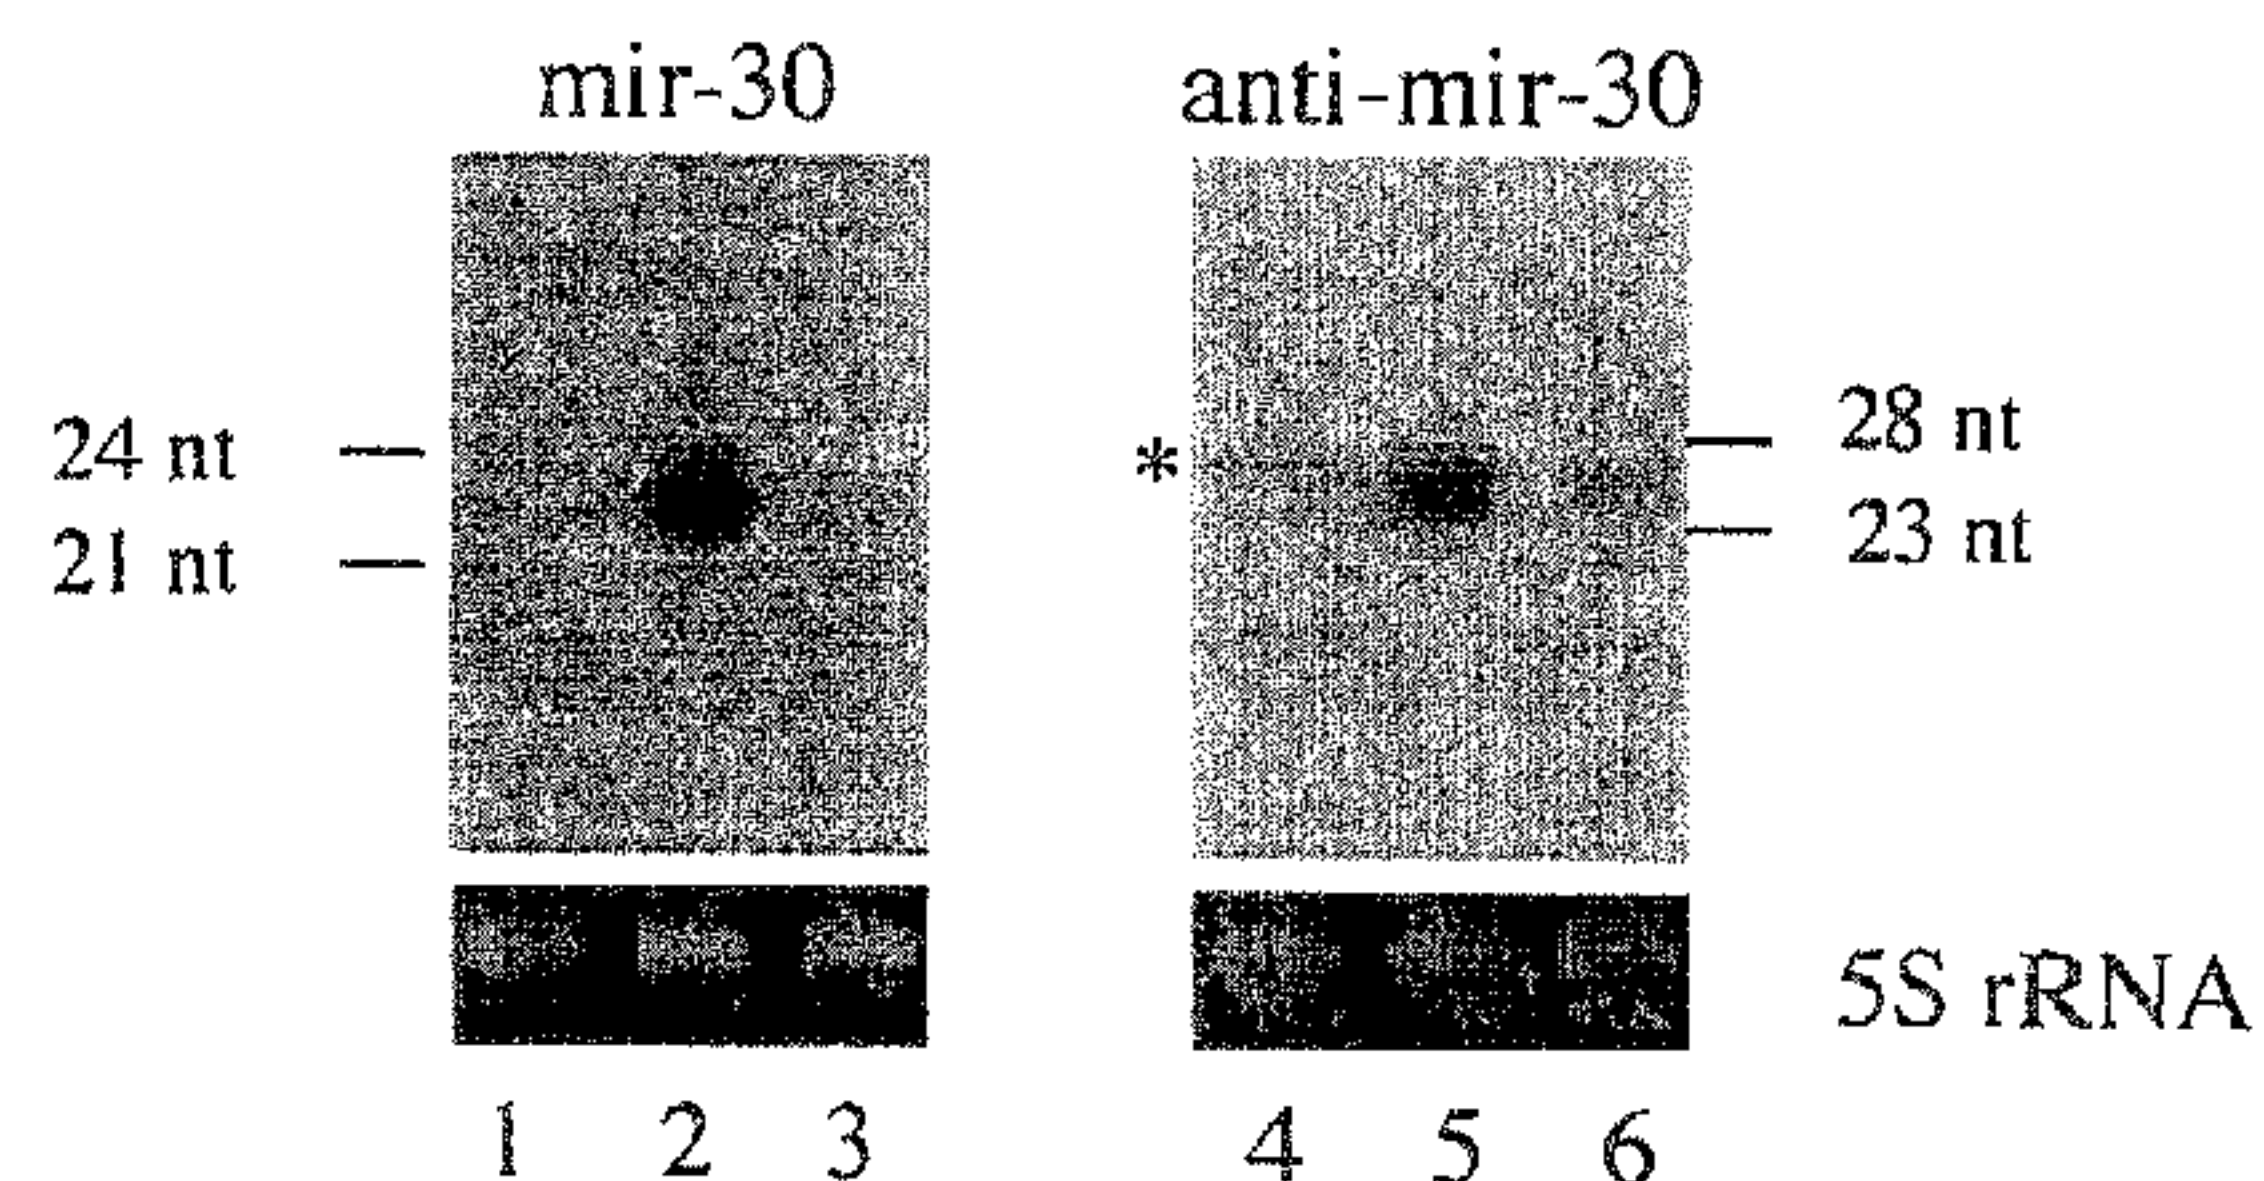 mir-30 anti-mir-30
24 nt * 28 nt
21 nt 23 nt
5S rRNA
1 2 3 4 5 6